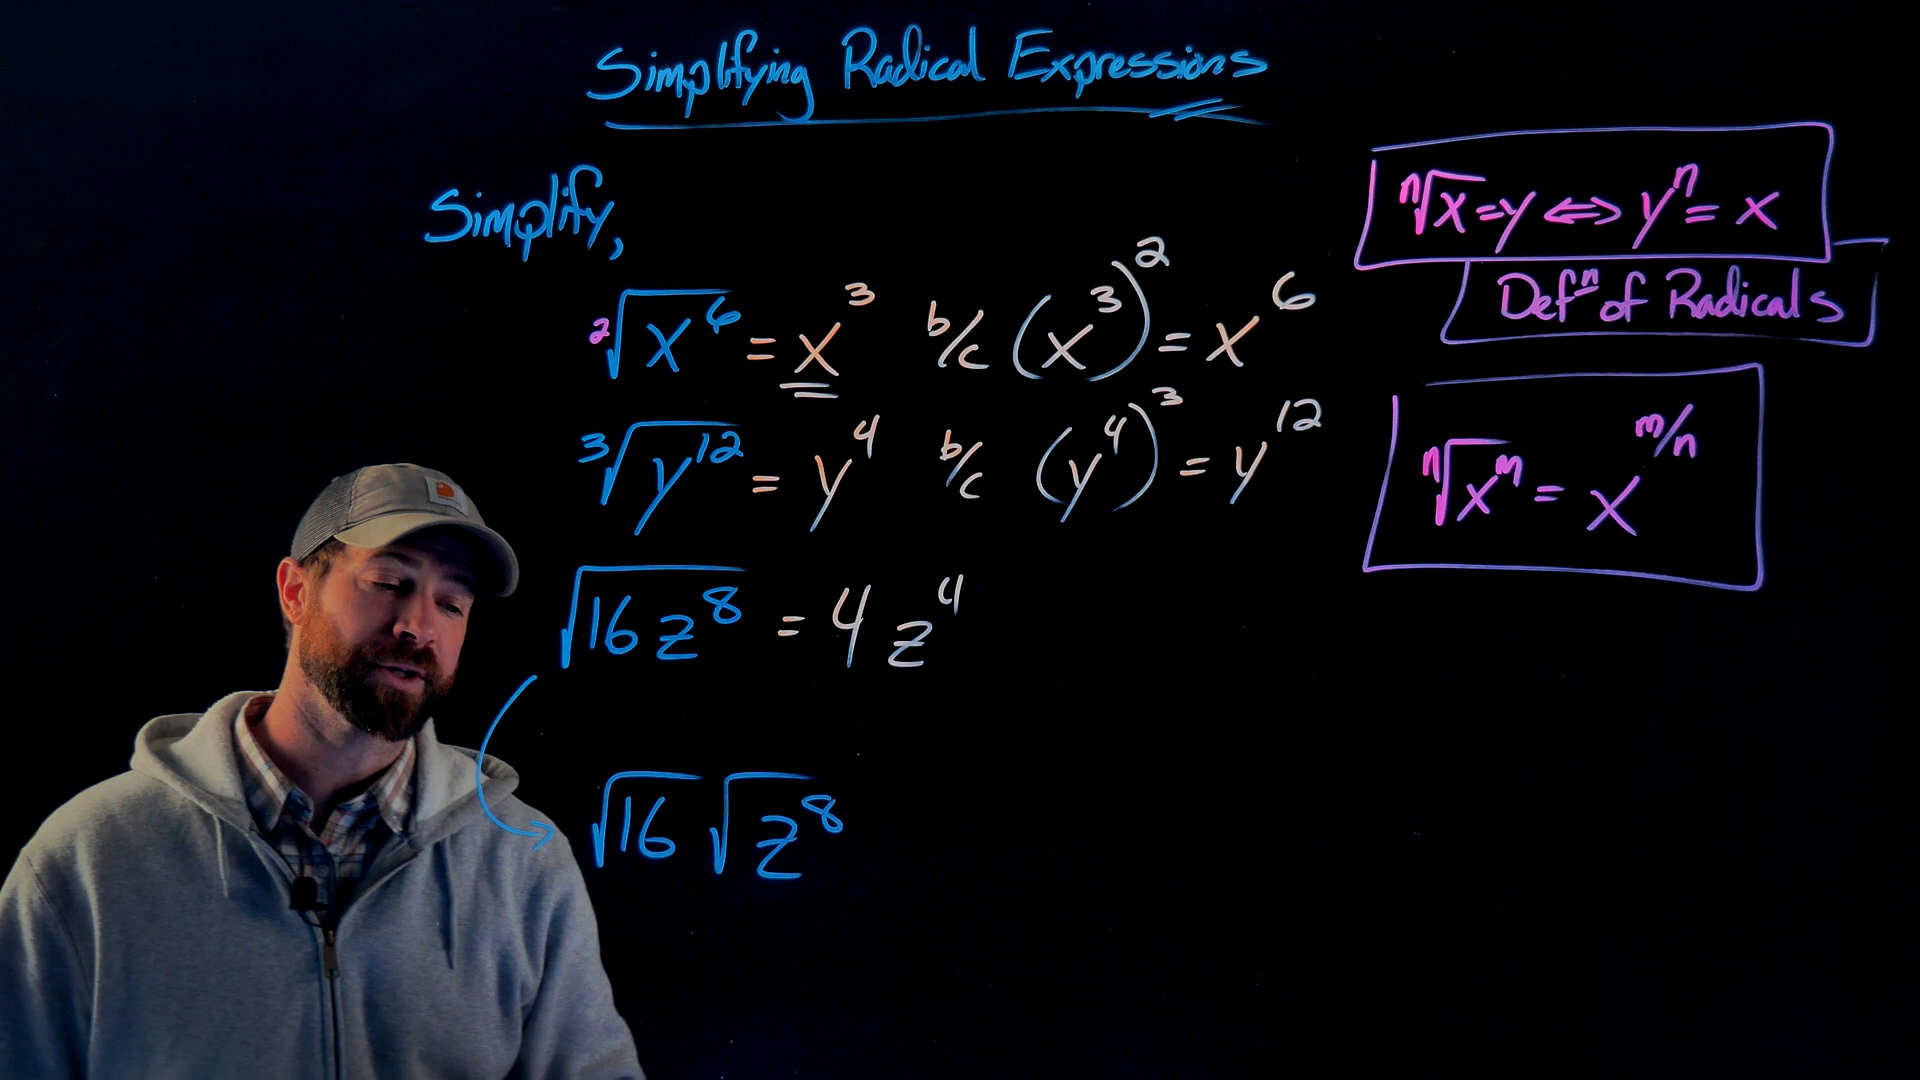 Simplifying Radical Expressions
Simplify,
²√x⁶ = x³ b/c (x³)² = x⁶
³√y¹² = y⁴ b/c (y⁴)³ = y¹²
√16z⁸ = 4z⁴
√16 √z⁸
ⁿ√x = y ⇔ yⁿ = x
Defⁿ of Radicals
ⁿ√xᵐ = x^m/n